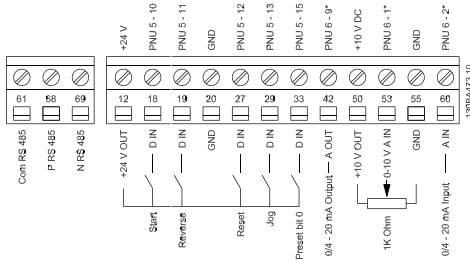 +24 V
PNU 5 - 10
PNU 5 - 11
GND
PNU 5 - 12
PNU 5 - 13
PNU 5 - 15
PNU 6 - 9*
+10 V DC
PNU 6 - 1*
GND
PNU 6 - 2*
61 68 69
12 18 19 20 27 29 33 42 50 53 55 60
130BA473.10
Com RS 485
P RS 485
N RS 485
+24 V OUT
D IN
D IN
GND
D IN
D IN
D IN
A OUT
+10 V OUT
0-10 V A IN
GND
A IN
Start
Reverse
Reset
Jog
Preset bit 0
0/4 - 20 mA Output
1K Ohm
0/4 - 20 mA Input